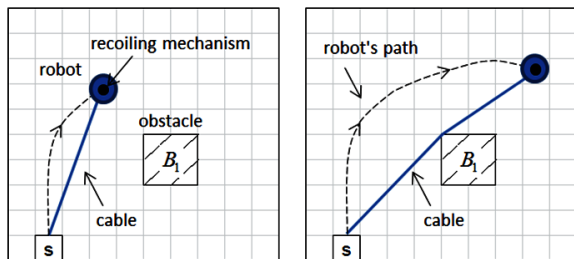 recoiling mechanism
robot
obstacle
B₁
cable
s
robot's path
B₁
cable
s